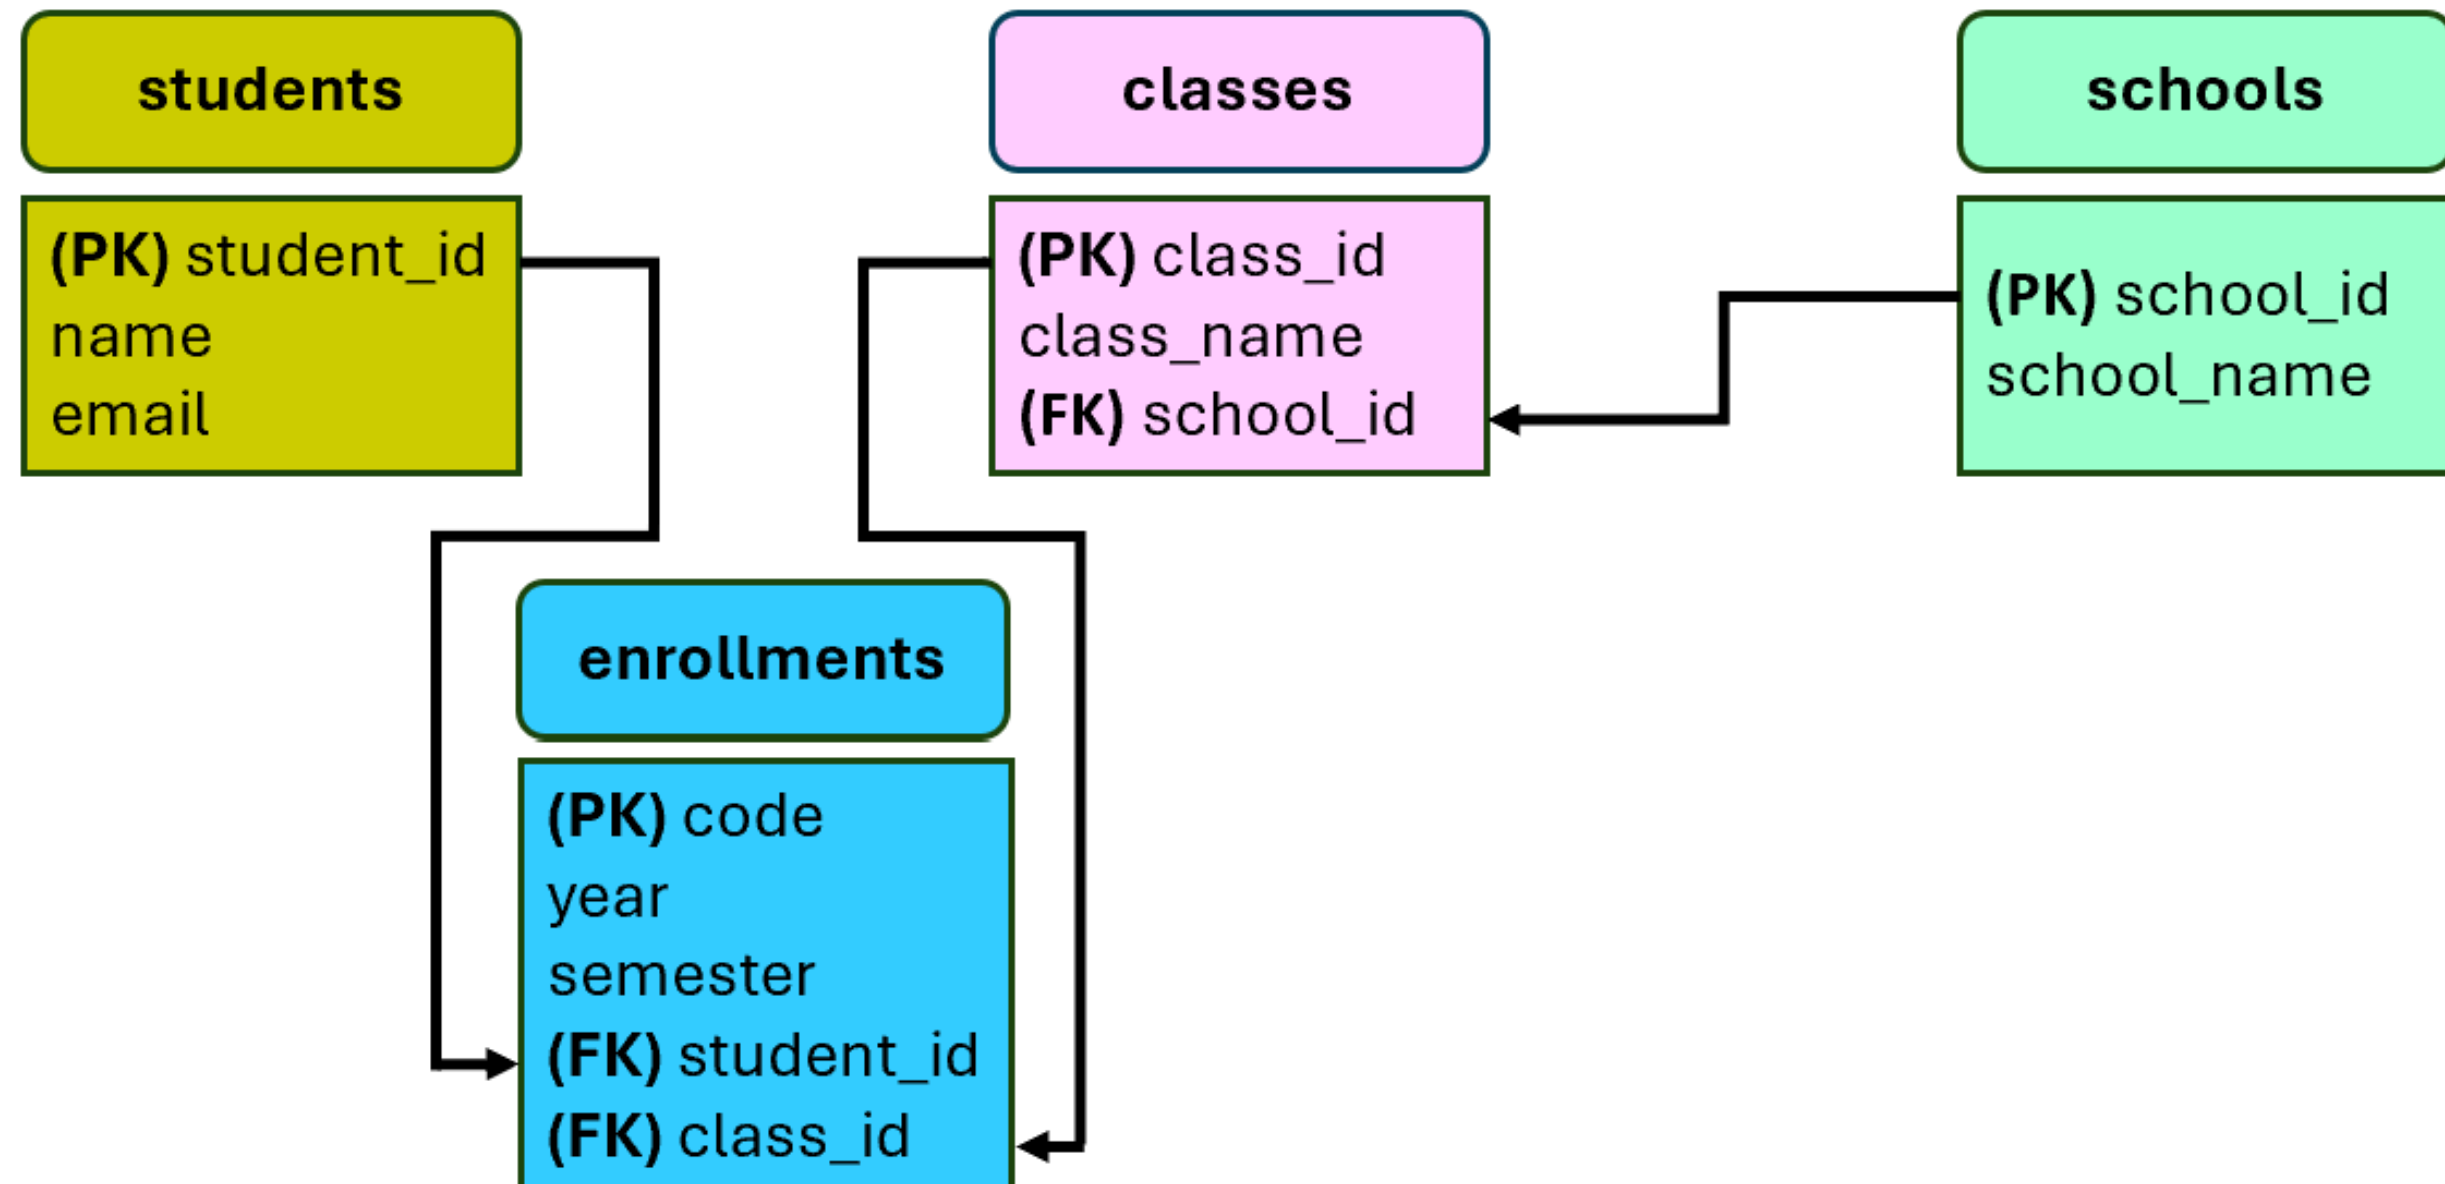 students
(PK) student_id
name
email
classes
(PK) class_id
class_name
(FK) school_id
schools
(PK) school_id
school_name
enrollments
(PK) code
year
semester
(FK) student_id
(FK) class_id